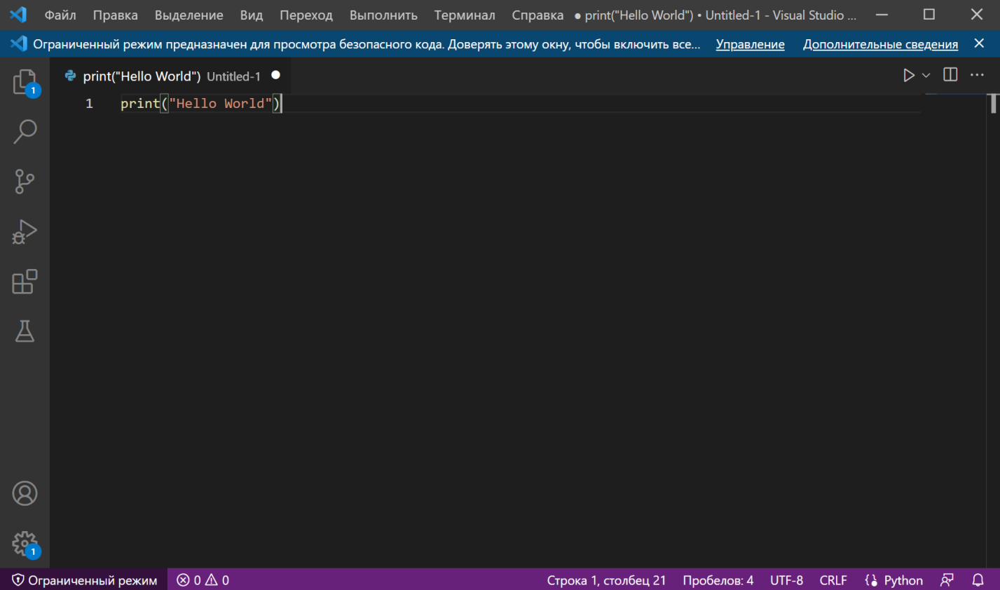 Файл Правка Выделение Вид Переход Выполнить Терминал Справка ● print("Hello World") • Untitled-1 - Visual Studio ...
Ограниченный режим предназначен для просмотра безопасного кода. Доверять этому окну, чтобы включить все... Управление Дополнительные сведения
print("Hello World") Untitled-1
1 print("Hello World")
1
1
Ограниченный режим 0 0 Строка 1, столбец 21 Пробелов: 4 UTF-8 CRLF Python